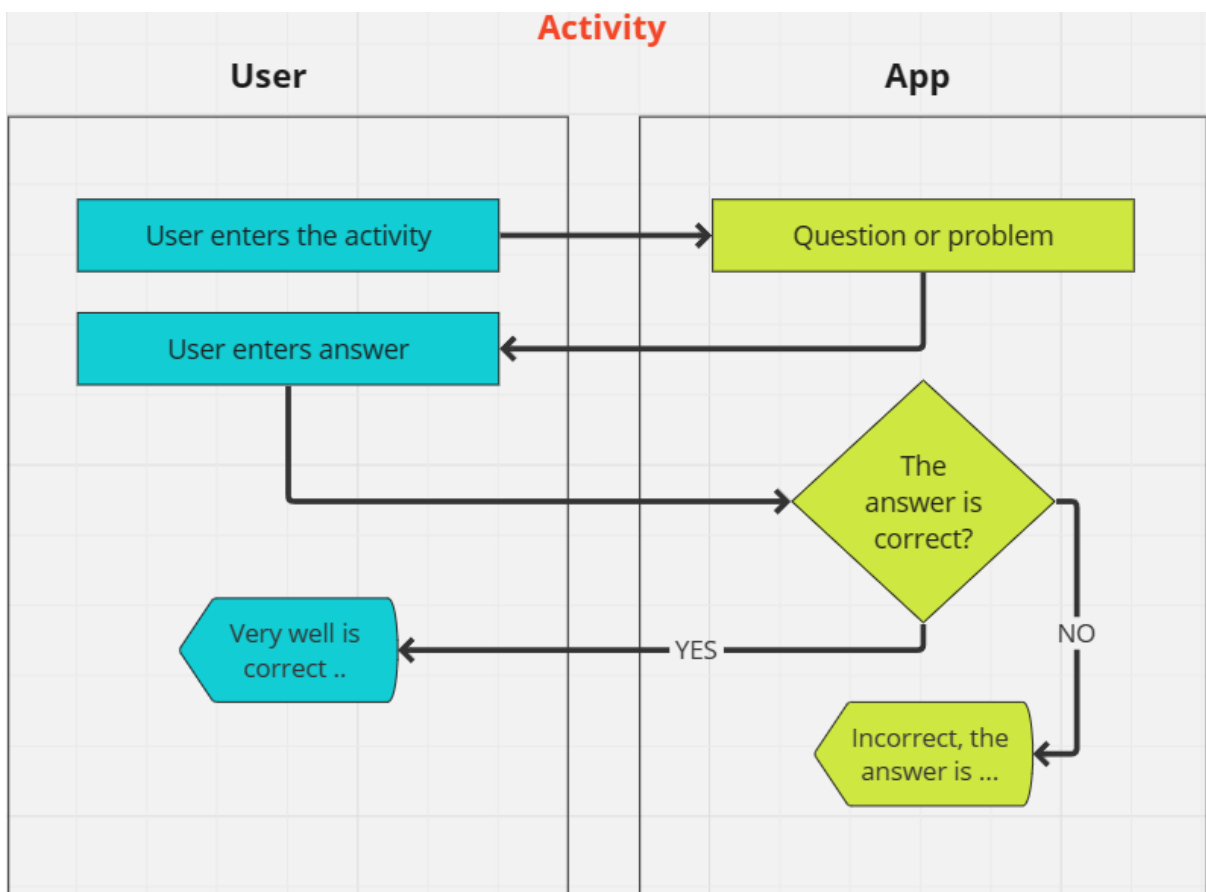 Activity
User
App
User enters the activity
Question or problem
User enters answer
The
answer is
correct?
Very well is
correct ..
YES
NO
Incorrect, the
answer is ...